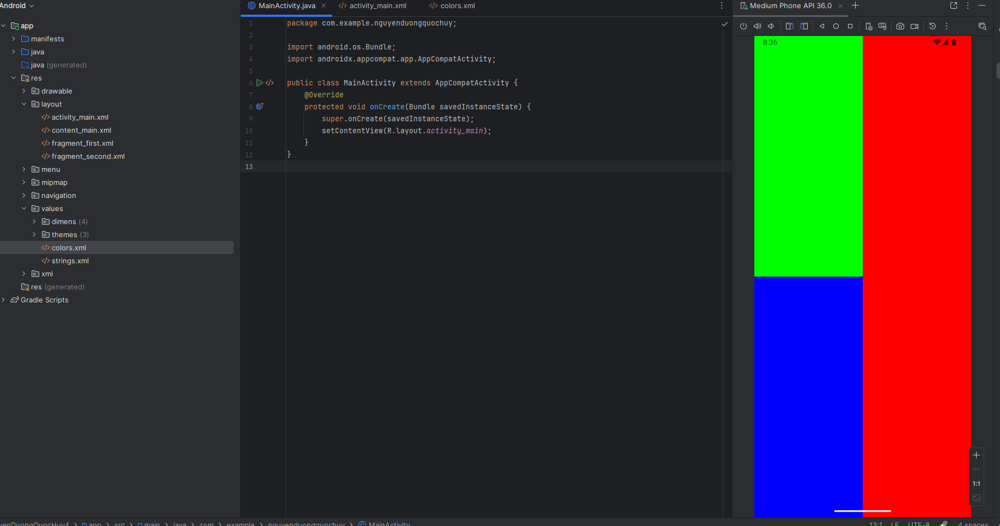 Android
app
manifests
java
java (generated)
res
drawable
layout
activity_main.xml
content_main.xml
fragment_first.xml
fragment_second.xml
menu
mipmap
navigation
values
dimens (4)
themes (3)
colors.xml
strings.xml
xml
res (generated)
Gradle Scripts
MainActivity.java
activity_main.xml
colors.xml
1 package com.example.nguyenduongquochuy;
2
3 import android.os.Bundle;
4 import androidx.appcompat.app.AppCompatActivity;
5
6 public class MainActivity extends AppCompatActivity {
7 @Override
8 protected void onCreate(Bundle savedInstanceState) {
9 super.onCreate(savedInstanceState);
10 setContentView(R.layout.activity_main);
11 }
12 }
13
Medium Phone API 36.0
8:36
1:1
yenDuongQuocHuy4 > app > src > main > java > com > example > nguyenduongquochuy > MainActivity
13:1 LF UTF-8 4 spaces